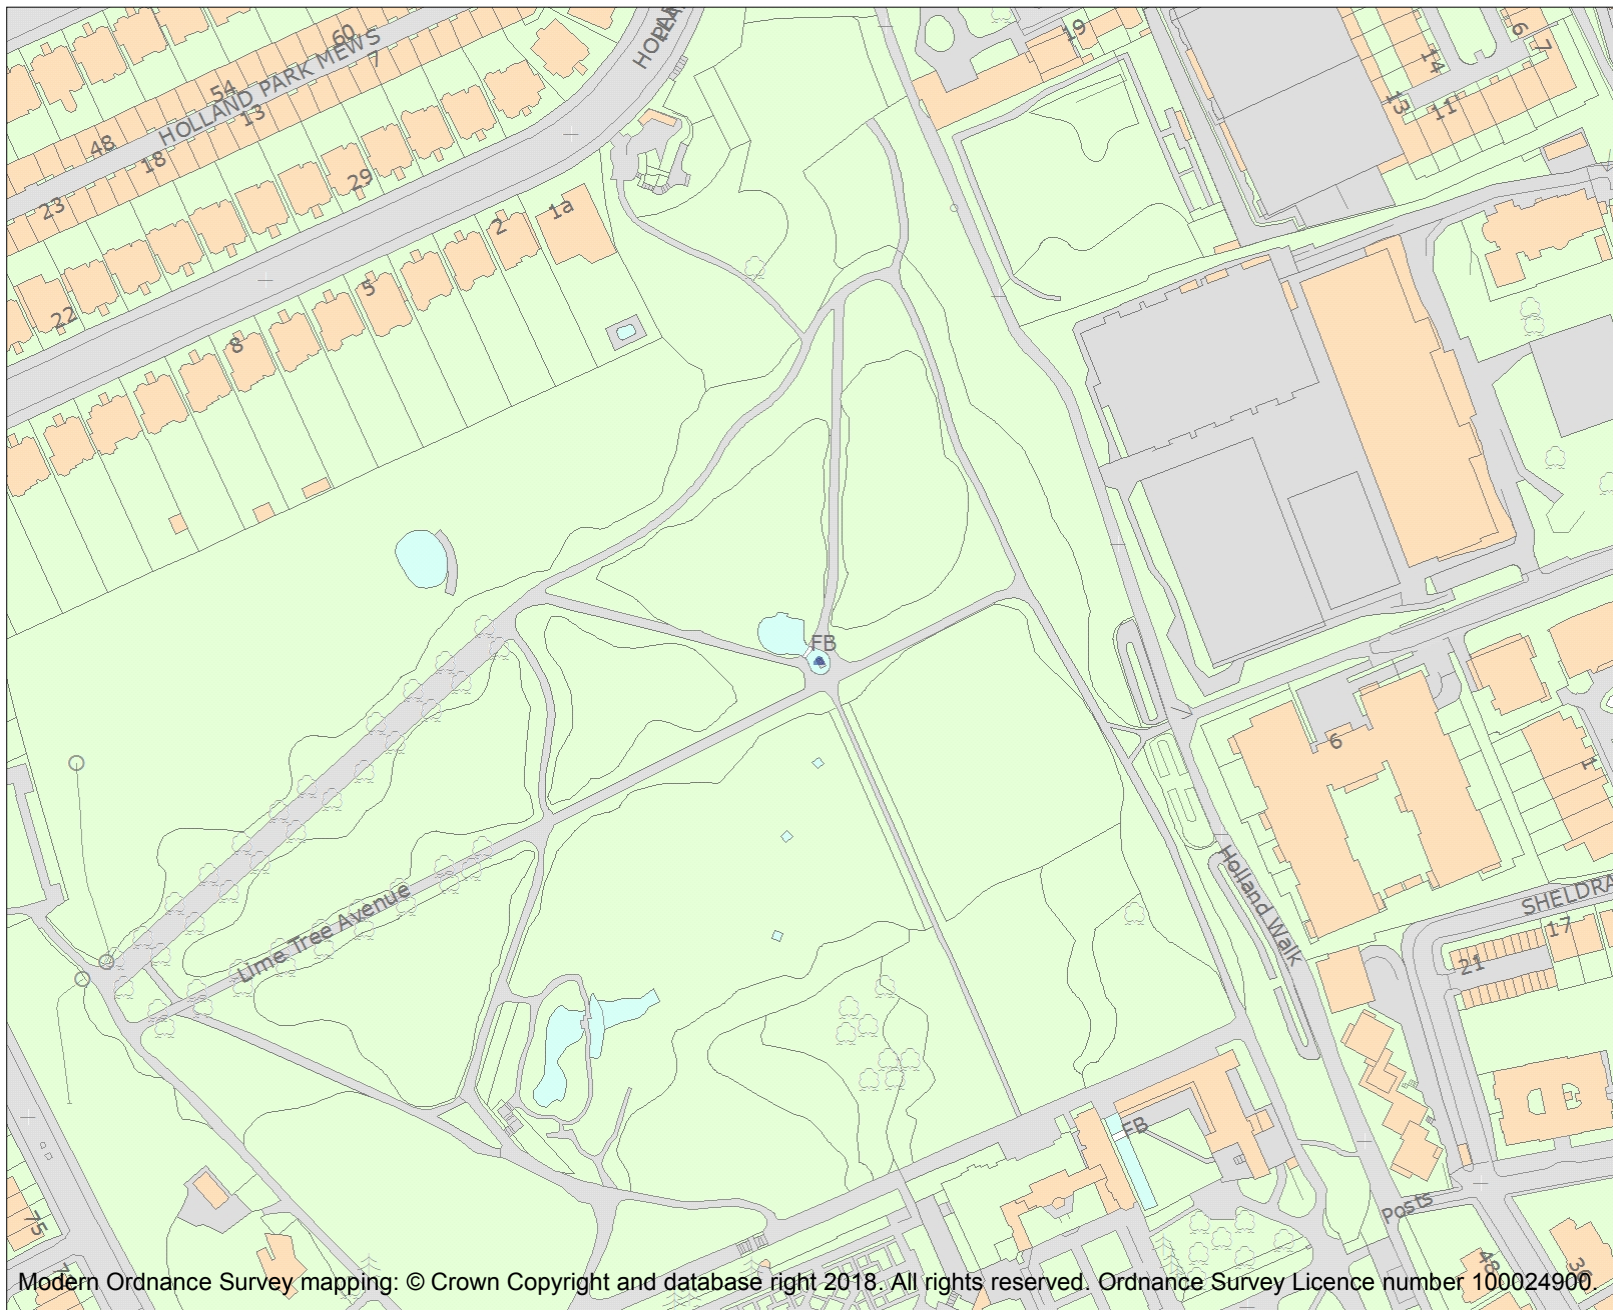 60
HOLLAND PARK MEWS
7
54
13
48
18
23
29
22
2
1a
5
8
19
14
13
11
6
7
FB
6
1
Lime Tree Avenue
Holland Walk
SHELDRA
17
21
FB
Posts
75
48
36
Modern Ordnance Survey mapping: © Crown Copyright and database right 2018. All rights reserved. Ordnance Survey Licence number 100024900.